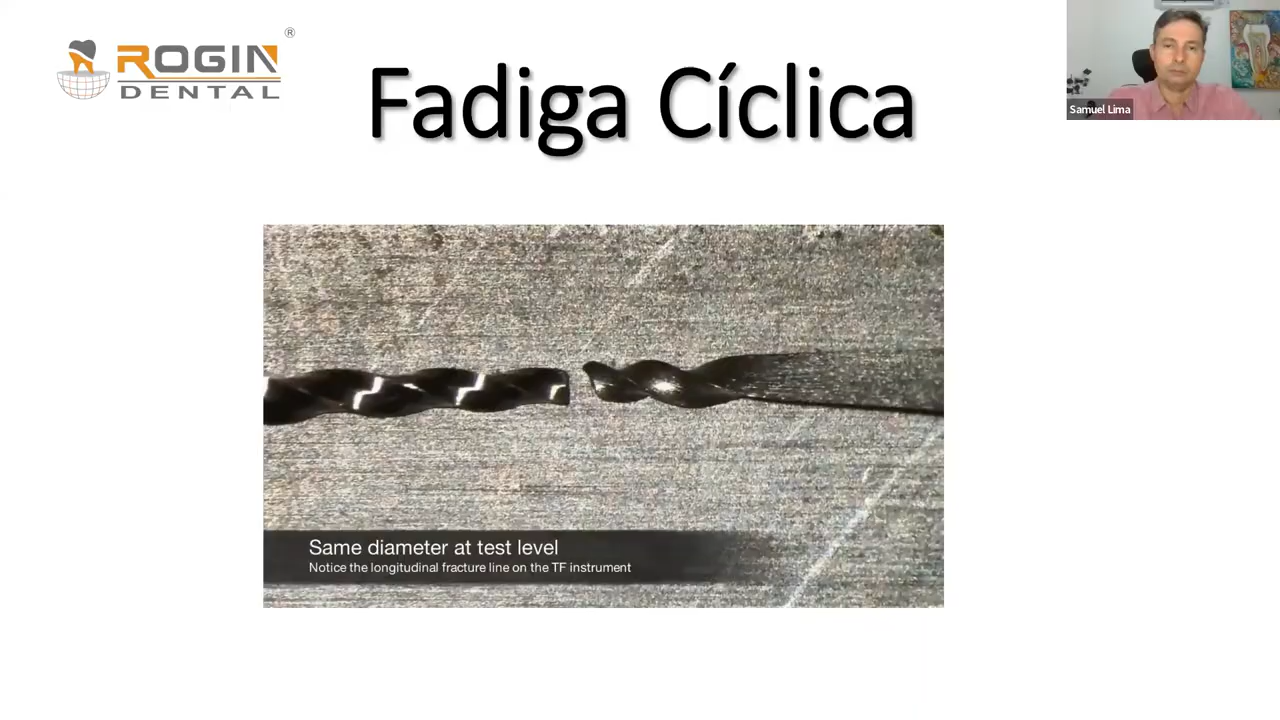 ROGIN
DENTAL
®
Fadiga Cíclica
Samuel Lima
Same diameter at test level
Notice the longitudinal fracture line on the TF instrument